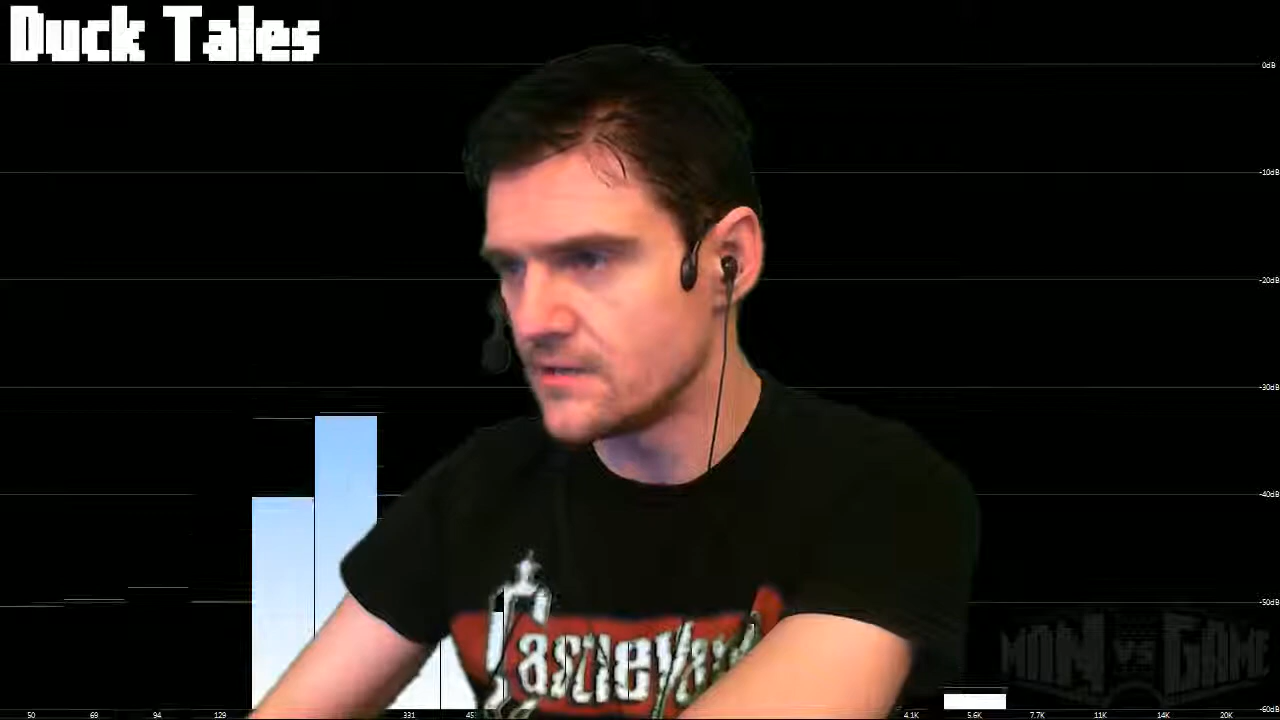 Duck Tales
0dB
-10dB
-20dB
-30dB
-40dB
-50dB
MAN VS GAME
-60dB
50 69 94 129 331 4.1K 5.6K 7.7K 11K 14K 20K